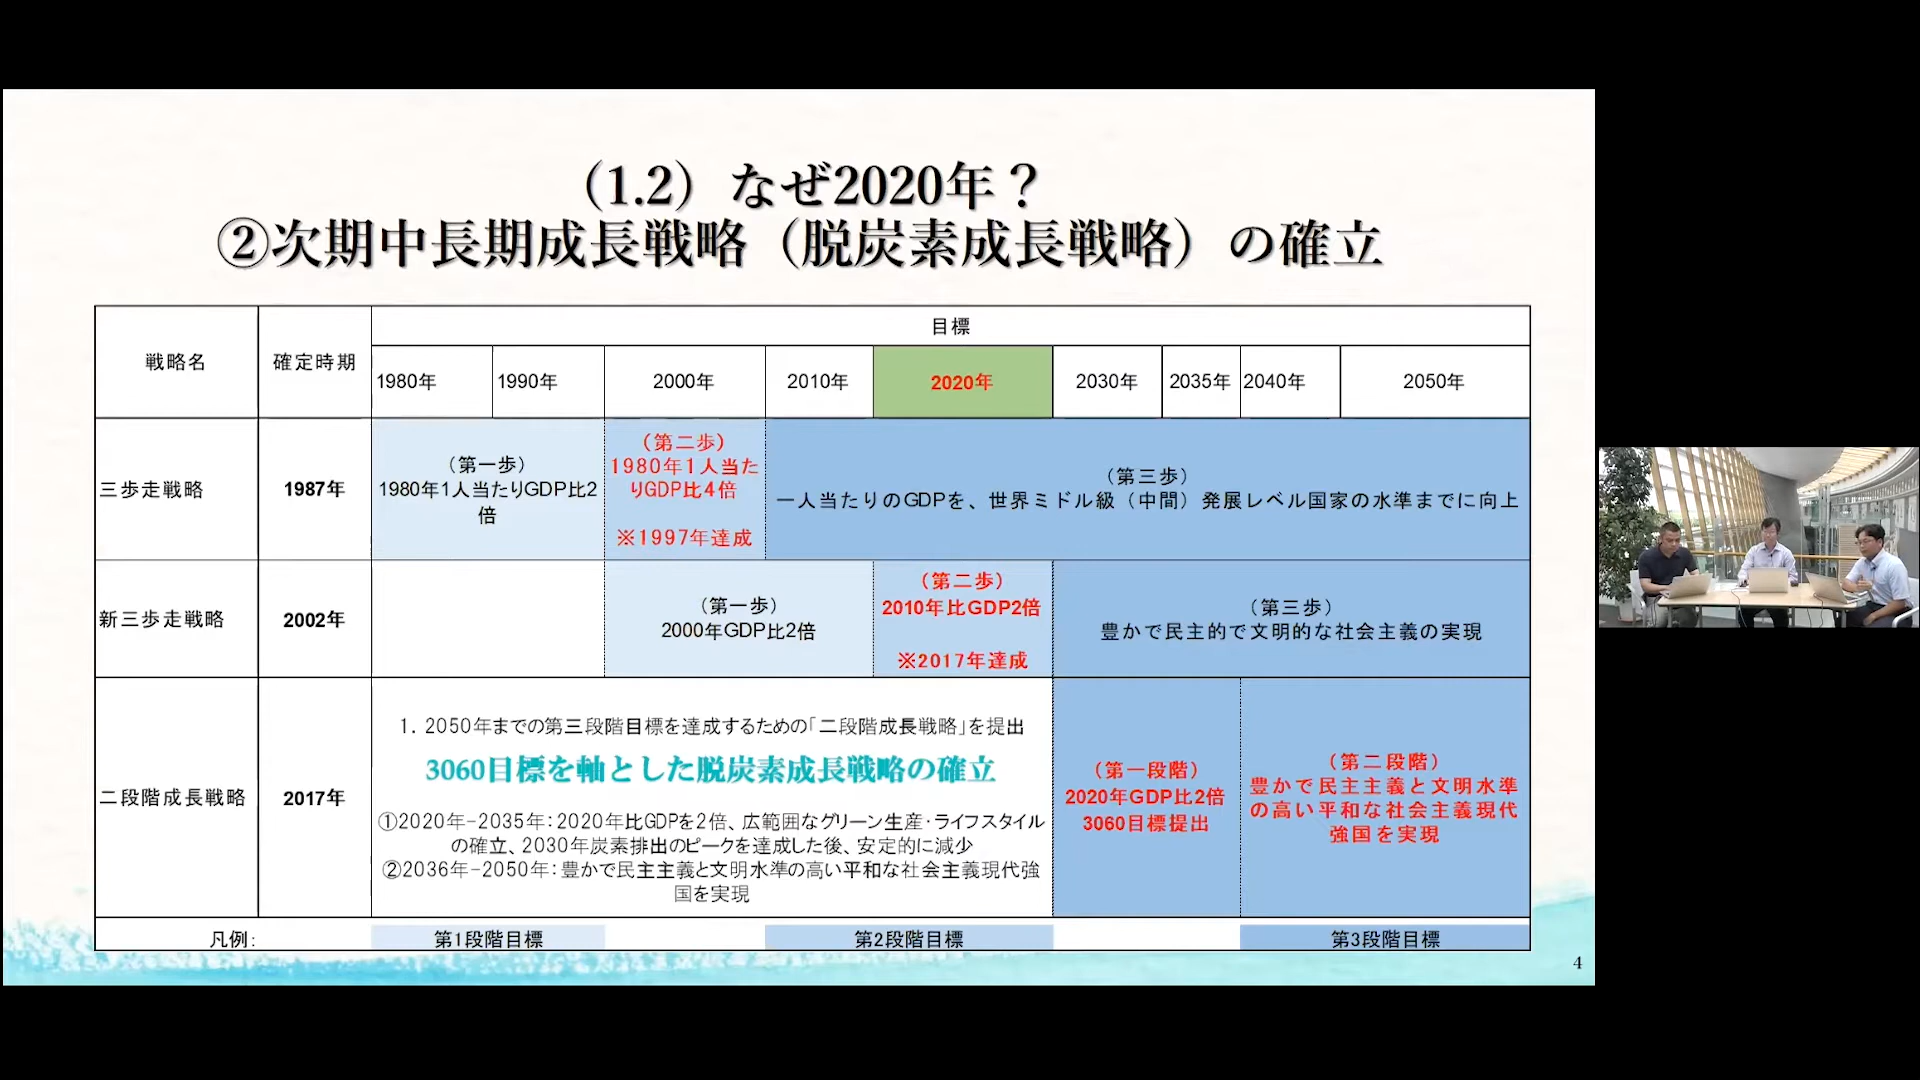 （1.2）なぜ2020年？
②次期中長期成長戦略（脱炭素成長戦略）の確立
戦略名
確定時期
目標
1980年
1990年
2000年
2010年
2020年
2030年
2035年
2040年
2050年
三歩走戦略
1987年
（第一歩）
1980年1人当たりGDP比2
倍
（第二歩）
1980年1人当た
りGDP比4倍
※1997年達成
（第三歩）
一人当たりのGDPを、世界ミドル級（中間）発展レベル国家の水準までに向上
新三歩走戦略
2002年
（第一歩）
2000年GDP比2倍
（第二歩）
2010年比GDP2倍
※2017年達成
（第三歩）
豊かで民主的で文明的な社会主義の実現
二段階成長戦略
2017年
1. 2050年までの第三段階目標を達成するための「二段階成長戦略」を提出
3060目標を軸とした脱炭素成長戦略の確立
①2020年-2035年：2020年比GDPを2倍、広範囲なグリーン生産・ライフスタイル
の確立、2030年炭素排出のピークを達成した後、安定的に減少
②2036年-2050年：豊かで民主主義と文明水準の高い平和な社会主義現代強
国を実現
（第一段階）
2020年GDP比2倍
3060目標提出
（第二段階）
豊かで民主主義と文明水準
の高い平和な社会主義現代
強国を実現
凡例：
第1段階目標
第2段階目標
第3段階目標
4